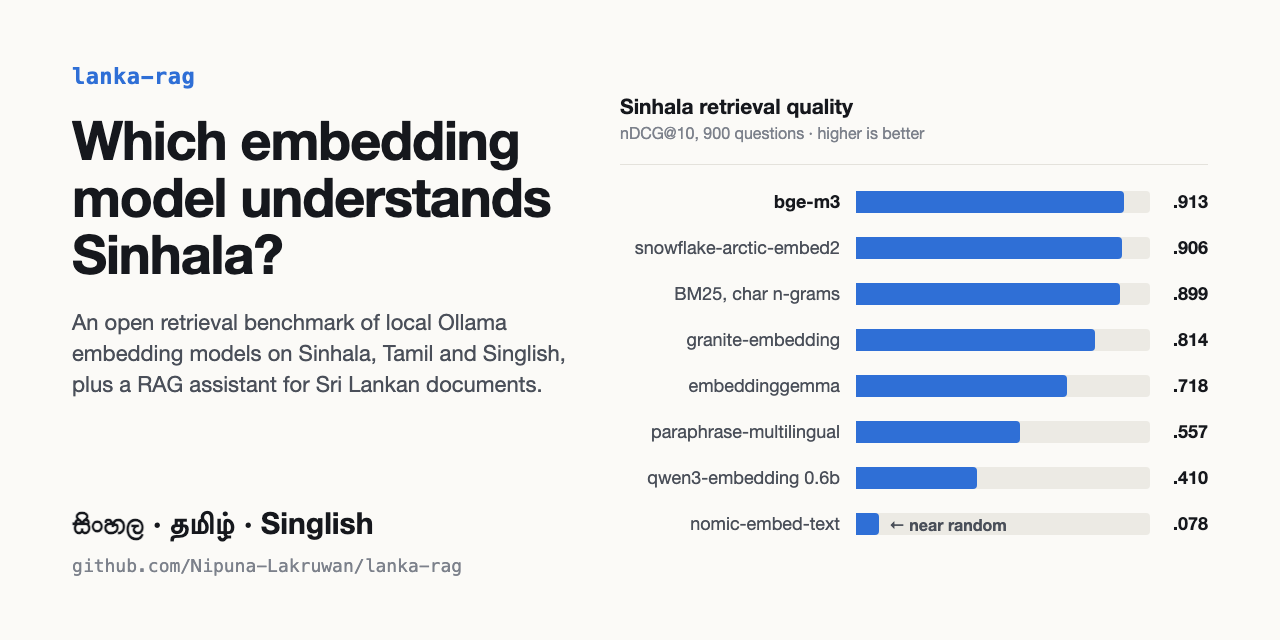 lanka-rag
Which embedding
model understands
Sinhala?
An open retrieval benchmark of local Ollama
embedding models on Sinhala, Tamil and Singlish,
plus a RAG assistant for Sri Lankan documents.
සිංහල · தமிழ் · Singlish
github.com/Nipuna-Lakruwan/lanka-rag
Sinhala retrieval quality
nDCG@10, 900 questions · higher is better
bge-m3 .913
snowflake-arctic-embed2 .906
BM25, char n-grams .899
granite-embedding .814
embeddinggemma .718
paraphrase-multilingual .557
qwen3-embedding 0.6b .410
nomic-embed-text ← near random .078